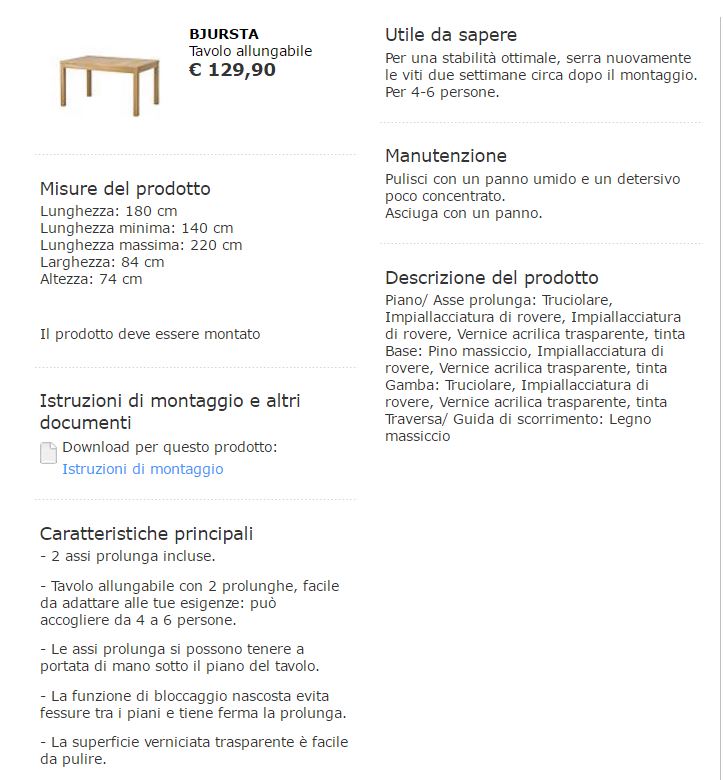 BJURSTA
Tavolo allungabile
€ 129,90
Misure del prodotto
Lunghezza: 180 cm
Lunghezza minima: 140 cm
Lunghezza massima: 220 cm
Larghezza: 84 cm
Altezza: 74 cm
Il prodotto deve essere montato
Istruzioni di montaggio e altri
documenti
Download per questo prodotto:
Istruzioni di montaggio
Caratteristiche principali
- 2 assi prolunga incluse.
- Tavolo allungabile con 2 prolunghe, facile
da adattare alle tue esigenze: può
accogliere da 4 a 6 persone.
- Le assi prolunga si possono tenere a
portata di mano sotto il piano del tavolo.
- La funzione di bloccaggio nascosta evita
fessure tra i piani e tiene ferma la prolunga.
- La superficie verniciata trasparente è facile
da pulire.
Utile da sapere
Per una stabilità ottimale, serra nuovamente
le viti due settimane circa dopo il montaggio.
Per 4-6 persone.
Manutenzione
Pulisci con un panno umido e un detersivo
poco concentrato.
Asciuga con un panno.
Descrizione del prodotto
Piano/ Asse prolunga: Truciolare,
Impiallacciatura di rovere, Impiallacciatura
di rovere, Vernice acrilica trasparente, tinta
Base: Pino massiccio, Impiallacciatura di
rovere, Vernice acrilica trasparente, tinta
Gamba: Truciolare, Impiallacciatura di
rovere, Vernice acrilica trasparente, tinta
Traversa/ Guida di scorrimento: Legno
massiccio